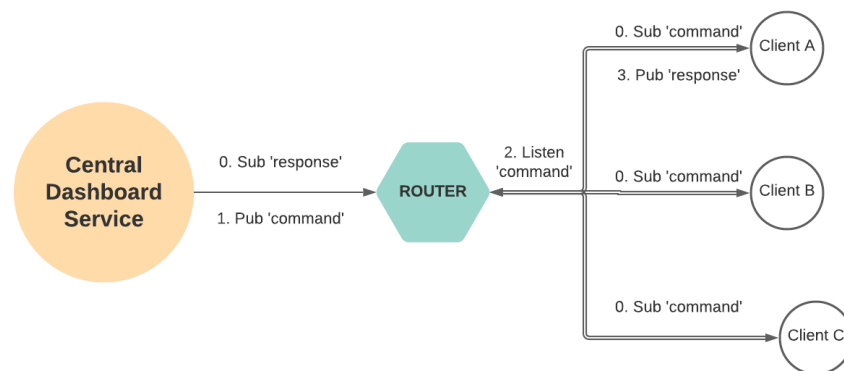 Central
Dashboard
Service
0. Sub 'response'
1. Pub 'command'
ROUTER
2. Listen
'command'
0. Sub 'command'
3. Pub 'response'
Client A
0. Sub 'command'
Client B
0. Sub 'command'
Client C